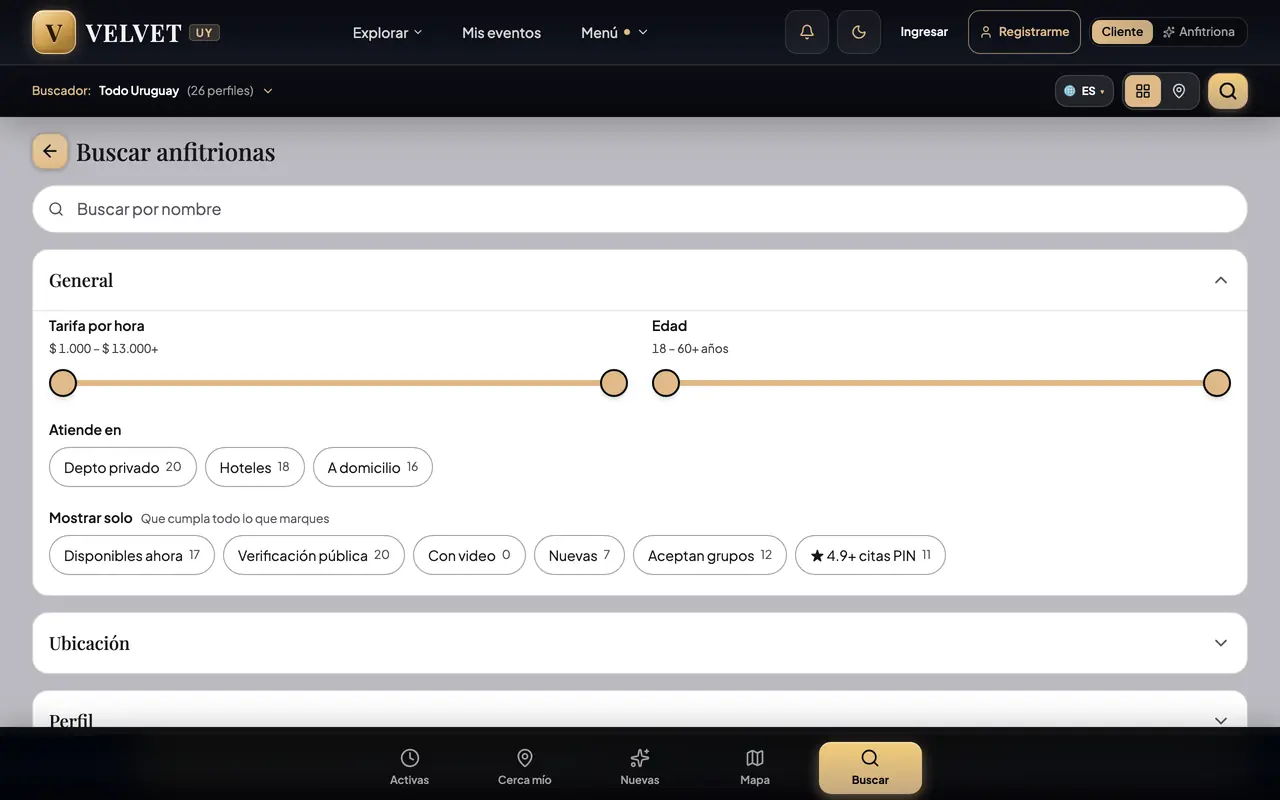 V VELVET UY
Explorar
Mis eventos
Menú
Ingresar
Registrarme
Cliente
Anfitriona
Buscador: Todo Uruguay (26 perfiles)
ES
Buscar anfitrionas
Buscar por nombre
General
Tarifa por hora
$ 1.000 – $ 13.000+
Edad
18 – 60+ años
Atiende en
Depto privado 20
Hoteles 18
A domicilio 16
Mostrar solo Que cumpla todo lo que marques
Disponibles ahora 17
Verificación pública 20
Con video 0
Nuevas 7
Aceptan grupos 12
★ 4.9+ citas PIN 11
Ubicación
Perfil
Activas
Cerca mío
Nuevas
Mapa
Buscar